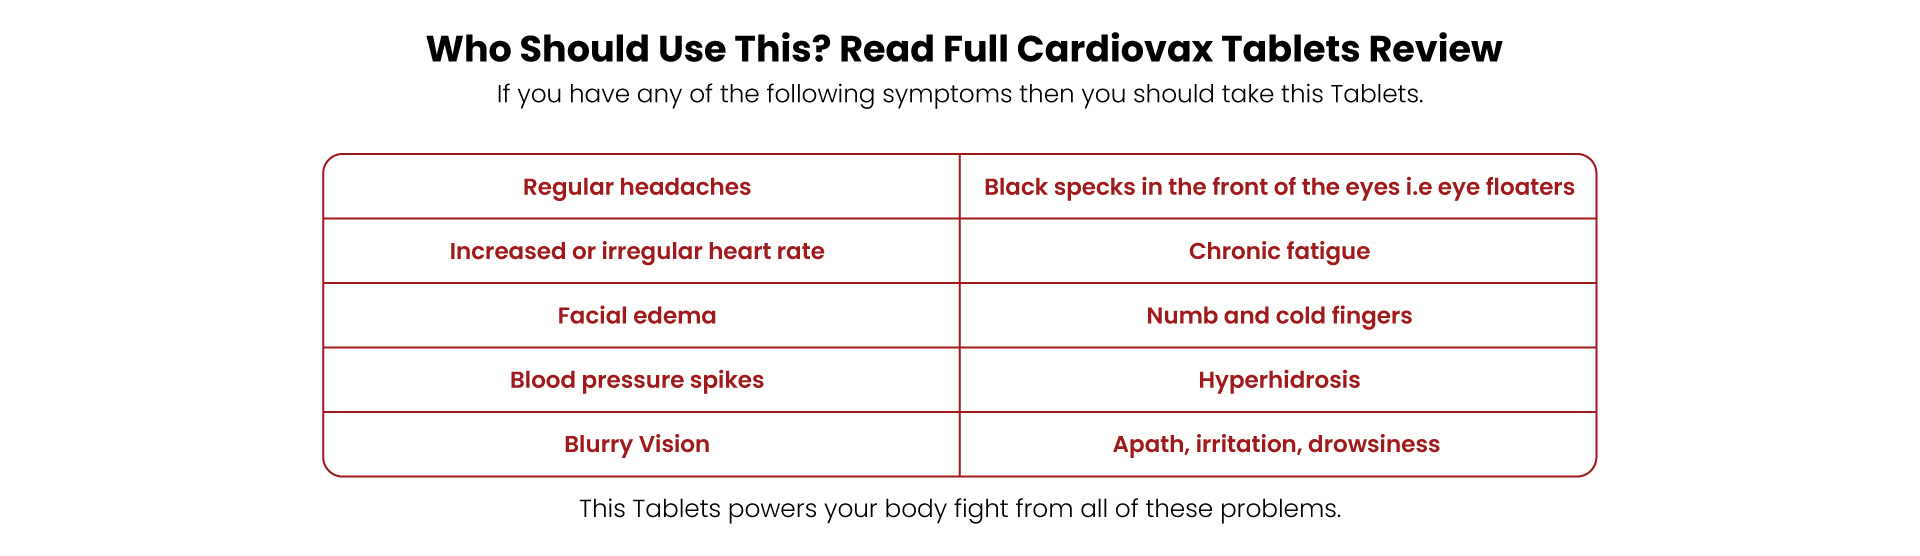 Who Should Use This? Read Full Cardiovax Tablets Review
If you have any of the following symptoms then you should take this Tablets.
Regular headaches
Black specks in the front of the eyes i.e eye floaters
Increased or irregular heart rate
Chronic fatigue
Facial edema
Numb and cold fingers
Blood pressure spikes
Hyperhidrosis
Blurry Vision
Apath, irritation, drowsiness
This Tablets powers your body fight from all of these problems.